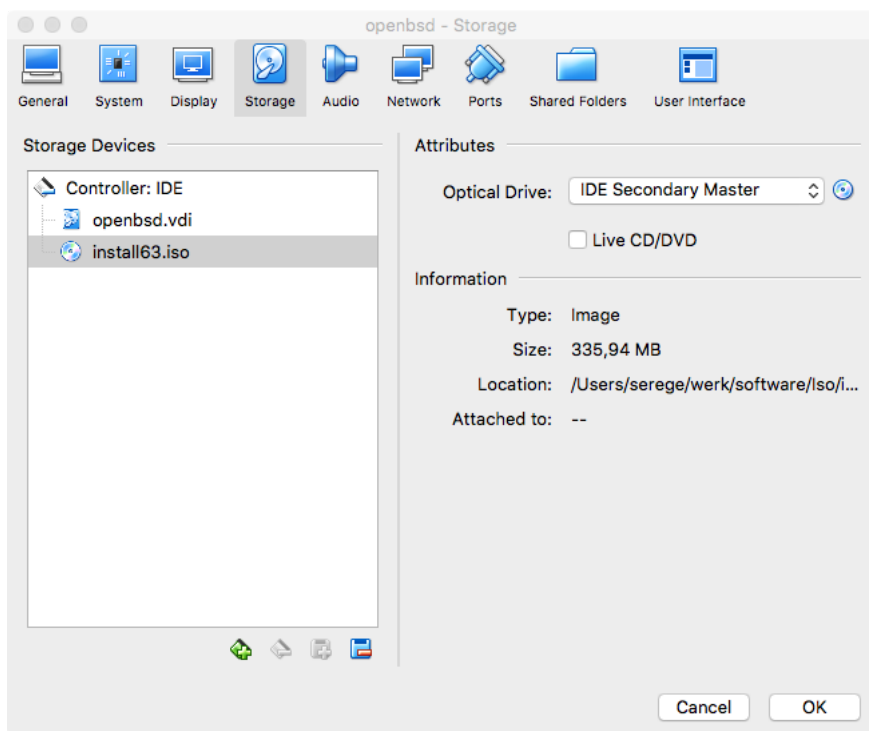 openbsd - Storage
General System Display Storage Audio Network Ports Shared Folders User Interface
Storage Devices
Controller: IDE
openbsd.vdi
install63.iso
Attributes
Optical Drive: IDE Secondary Master
Live CD/DVD
Information
Type: Image
Size: 335,94 MB
Location: /Users/serege/werk/software/Iso/i...
Attached to: --
Cancel OK